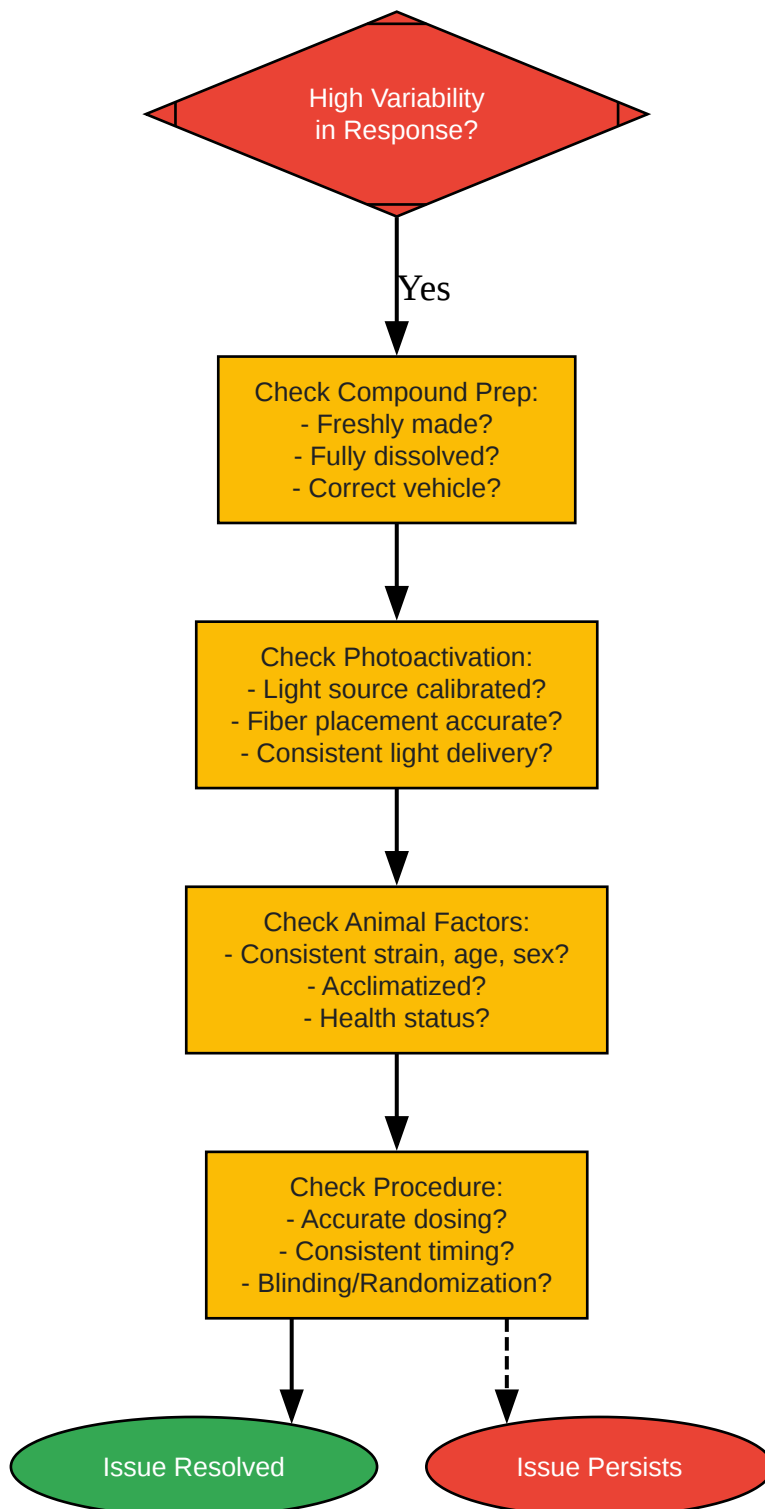 High Variability
in Response?
Yes
Check Compound Prep:
- Freshly made?
- Fully dissolved?
- Correct vehicle?
Check Photoactivation:
- Light source calibrated?
- Fiber placement accurate?
- Consistent light delivery?
Check Animal Factors:
- Consistent strain, age, sex?
- Acclimatized?
- Health status?
Check Procedure:
- Accurate dosing?
- Consistent timing?
- Blinding/Randomization?
Issue Resolved
Issue Persists